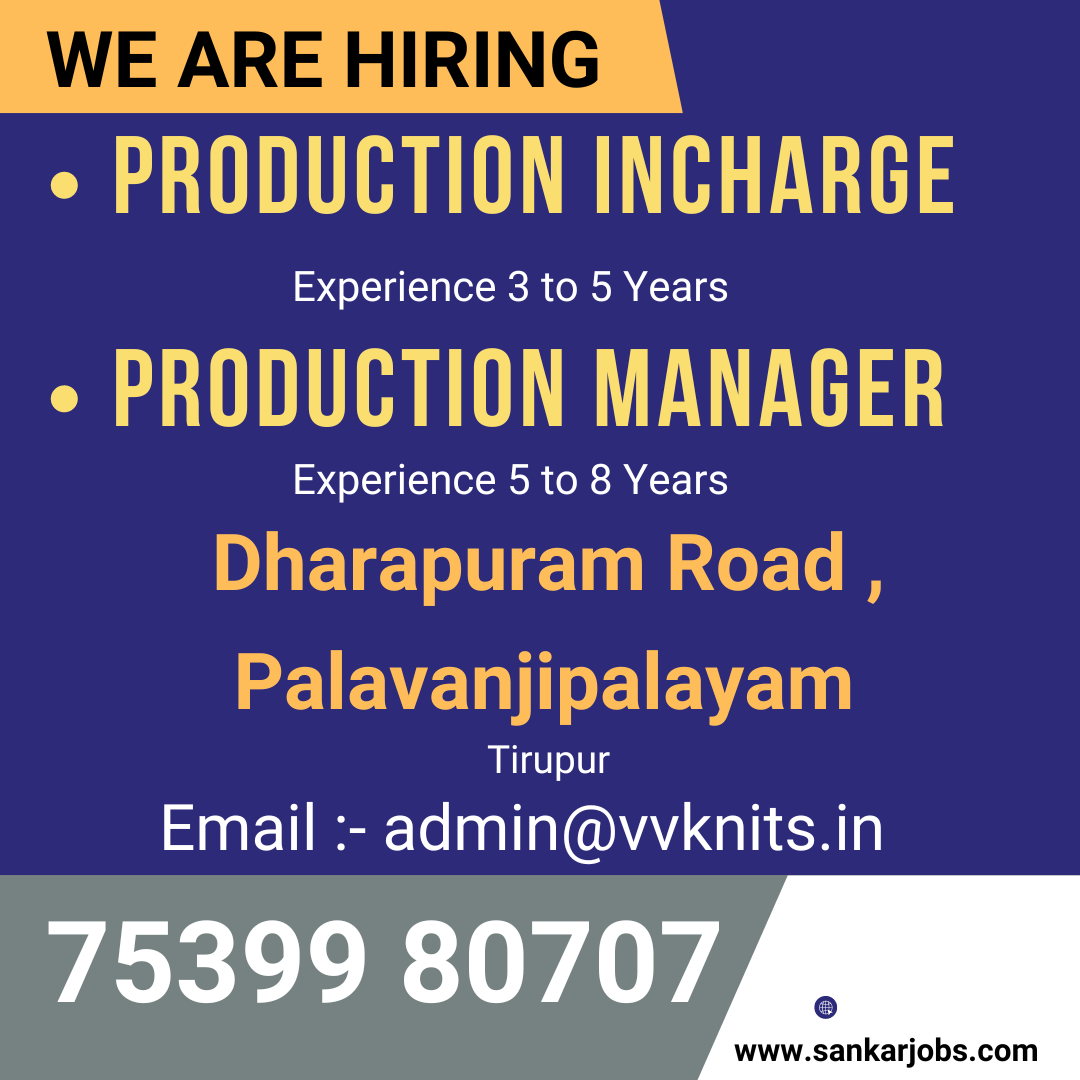 WE ARE HIRING
• PRODUCTION INCHARGE
Experience 3 to 5 Years
• PRODUCTION MANAGER
Experience 5 to 8 Years
Dharapuram Road ,
Palavanjipalayam
Tirupur
Email :- admin@vvknits.in
75399 80707
www.sankarjobs.com